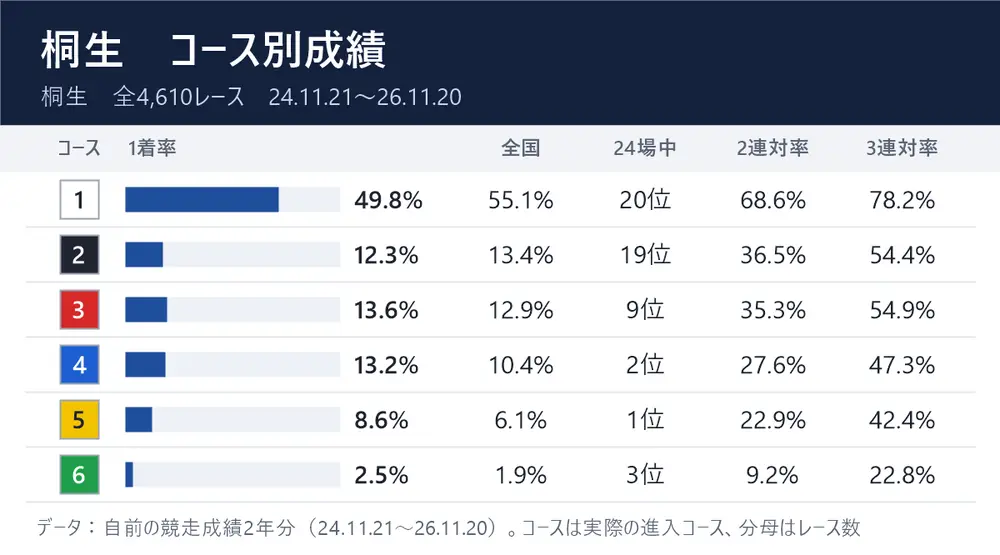 桐生　コース別成績
桐生　全4,610レース　24.11.21～26.11.20
コース 1着率 全国 24場中 2連対率 3連対率
1 49.8% 55.1% 20位 68.6% 78.2%
2 12.3% 13.4% 19位 36.5% 54.4%
3 13.6% 12.9% 9位 35.3% 54.9%
4 13.2% 10.4% 2位 27.6% 47.3%
5 8.6% 6.1% 1位 22.9% 42.4%
6 2.5% 1.9% 3位 9.2% 22.8%
データ：自前の競走成績2年分（24.11.21～26.11.20）。コースは実際の進入コース、分母はレース数